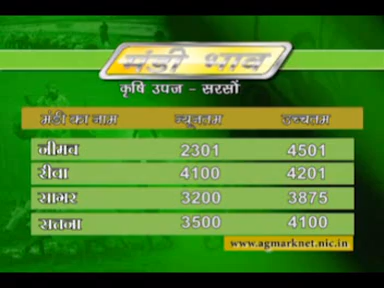 मंडी भाव
कृषि उपज - सरसों
मंडी का नाम न्यूनतम उच्चतम
नीमच 2301 4501
रीवा 4100 4201
सागर 3200 3875
सतना 3500 4100
www.agmarknet.nic.in